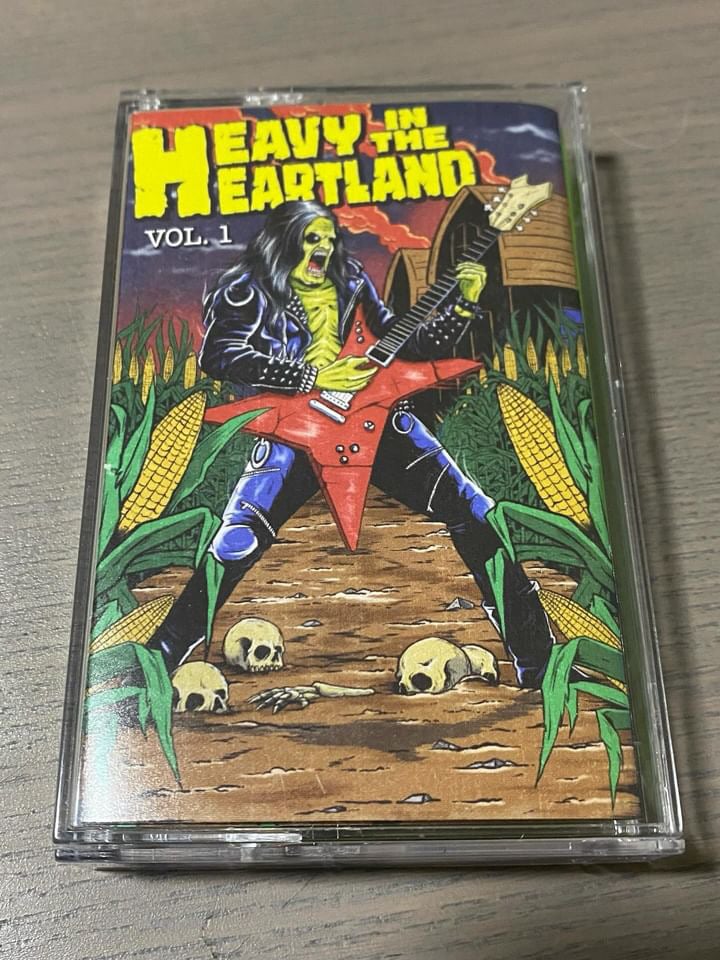 HEAVY IN THE
HEARTLAND
VOL. 1